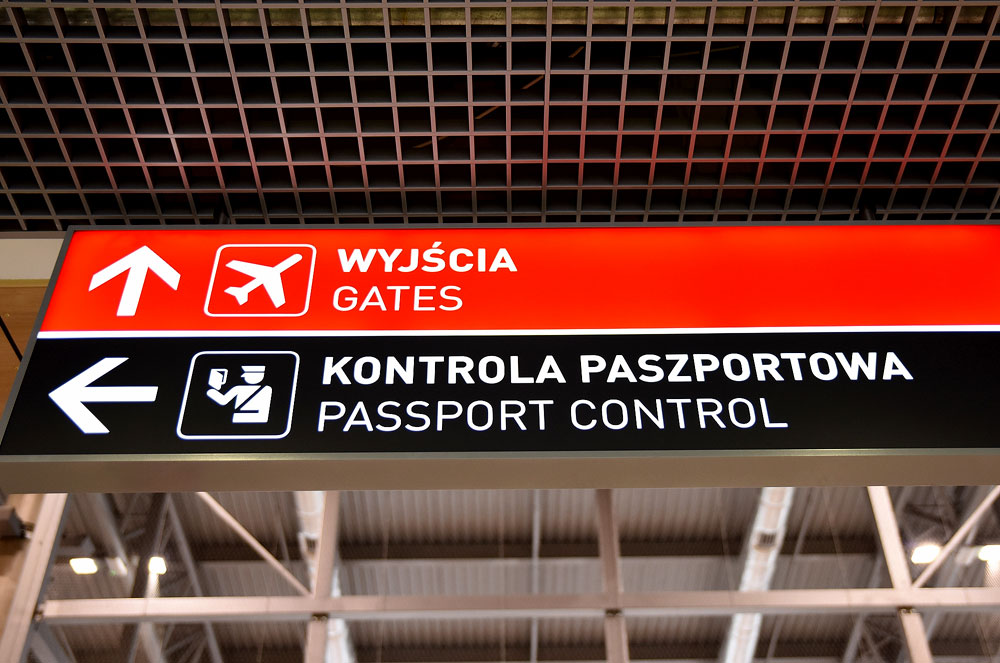 WYJŚCIA
GATES
KONTROLA PASZPORTOWA
PASSPORT CONTROL